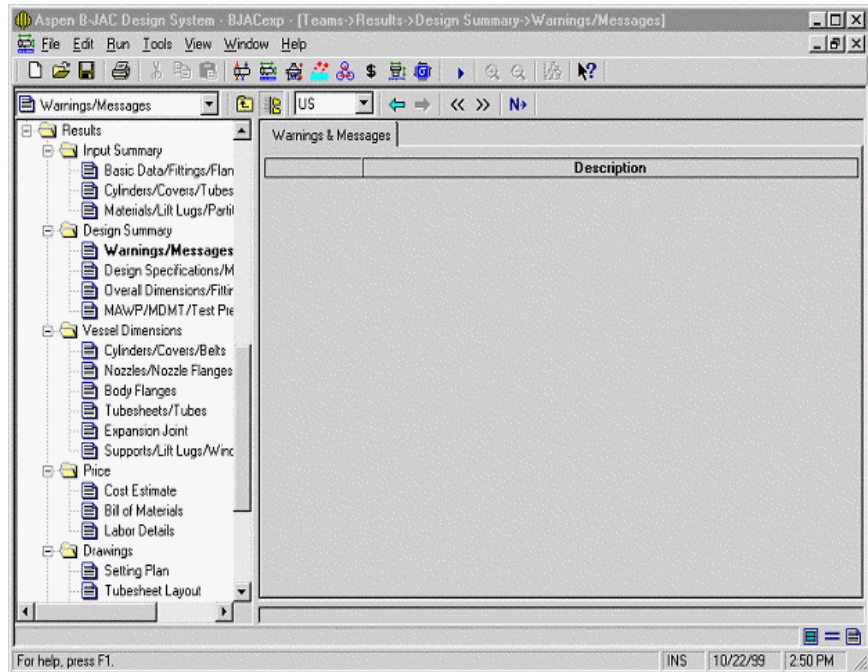 Aspen B-JAC Design System - BJACexp - [Teams->Results->Design Summary->Warnings/Messages]
File Edit Run Tools View Window Help
Warnings/Messages US N
Results
Warnings & Messages
Input Summary
Description
Basic Data/Fittings/Flan
Cylinders/Covers/Tubes
Materials/Lift Lugs/Partit
Design Summary
Warnings/Messages
Design Specifications/M
Overall Dimensions/Fittin
MAWP/MDMT/Test Pre
Vessel Dimensions
Cylinders/Covers/Belts
Nozzles/Nozzle Flanges
Body Flanges
Tubesheets/Tubes
Expansion Joint
Supports/Lift Lugs/Winc
Price
Cost Estimate
Bill of Materials
Labor Details
Drawings
Setting Plan
Tubesheet Layout
For help, press F1. INS 10/22/99 2:50 PM